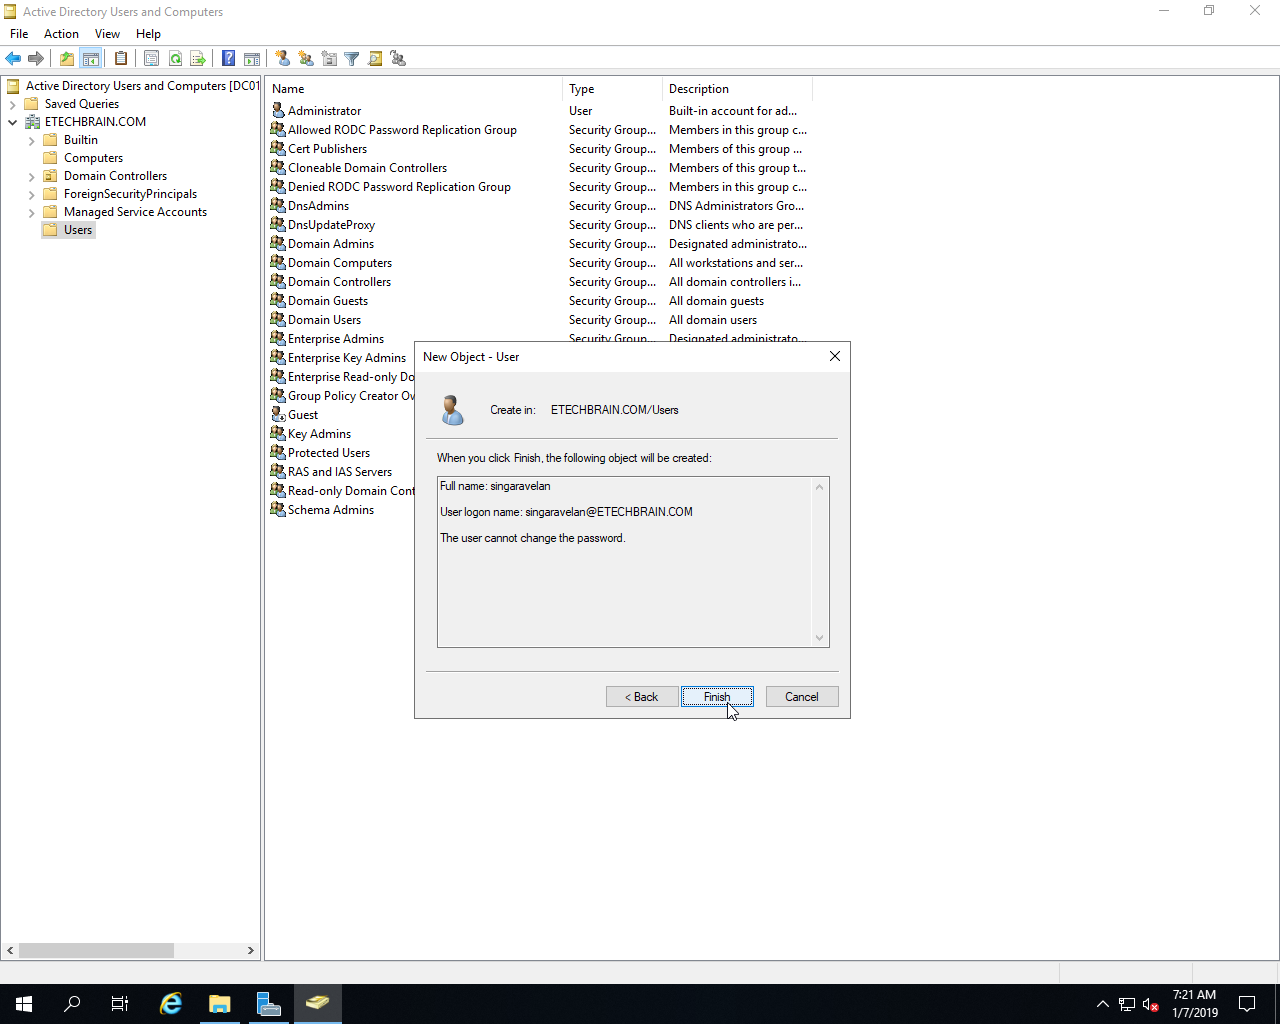 Active Directory Users and Computers
File Action View Help
Active Directory Users and Computers [DC01
Saved Queries
ETECHBRAIN.COM
Builtin
Computers
Domain Controllers
ForeignSecurityPrincipals
Managed Service Accounts
Users
Name Type Description
Administrator User Built-in account for ad...
Allowed RODC Password Replication Group Security Group... Members in this group c...
Cert Publishers Security Group... Members of this group ...
Cloneable Domain Controllers Security Group... Members of this group t...
Denied RODC Password Replication Group Security Group... Members in this group c...
DnsAdmins Security Group... DNS Administrators Gro...
DnsUpdateProxy Security Group... DNS clients who are per...
Domain Admins Security Group... Designated administrato...
Domain Computers Security Group... All workstations and ser...
Domain Controllers Security Group... All domain controllers i...
Domain Guests Security Group... All domain guests
Domain Users Security Group... All domain users
Enterprise Admins Security Group... Designated administrato...
Enterprise Key Admins
Enterprise Read-only Do
Group Policy Creator Ow
Guest
Key Admins
Protected Users
RAS and IAS Servers
Read-only Domain Cont
Schema Admins
New Object - User
Create in: ETECHBRAIN.COM/Users
When you click Finish, the following object will be created:
Full name: singaravelan
User logon name: singaravelan@ETECHBRAIN.COM
The user cannot change the password.
< Back Finish Cancel
7:21 AM
1/7/2019